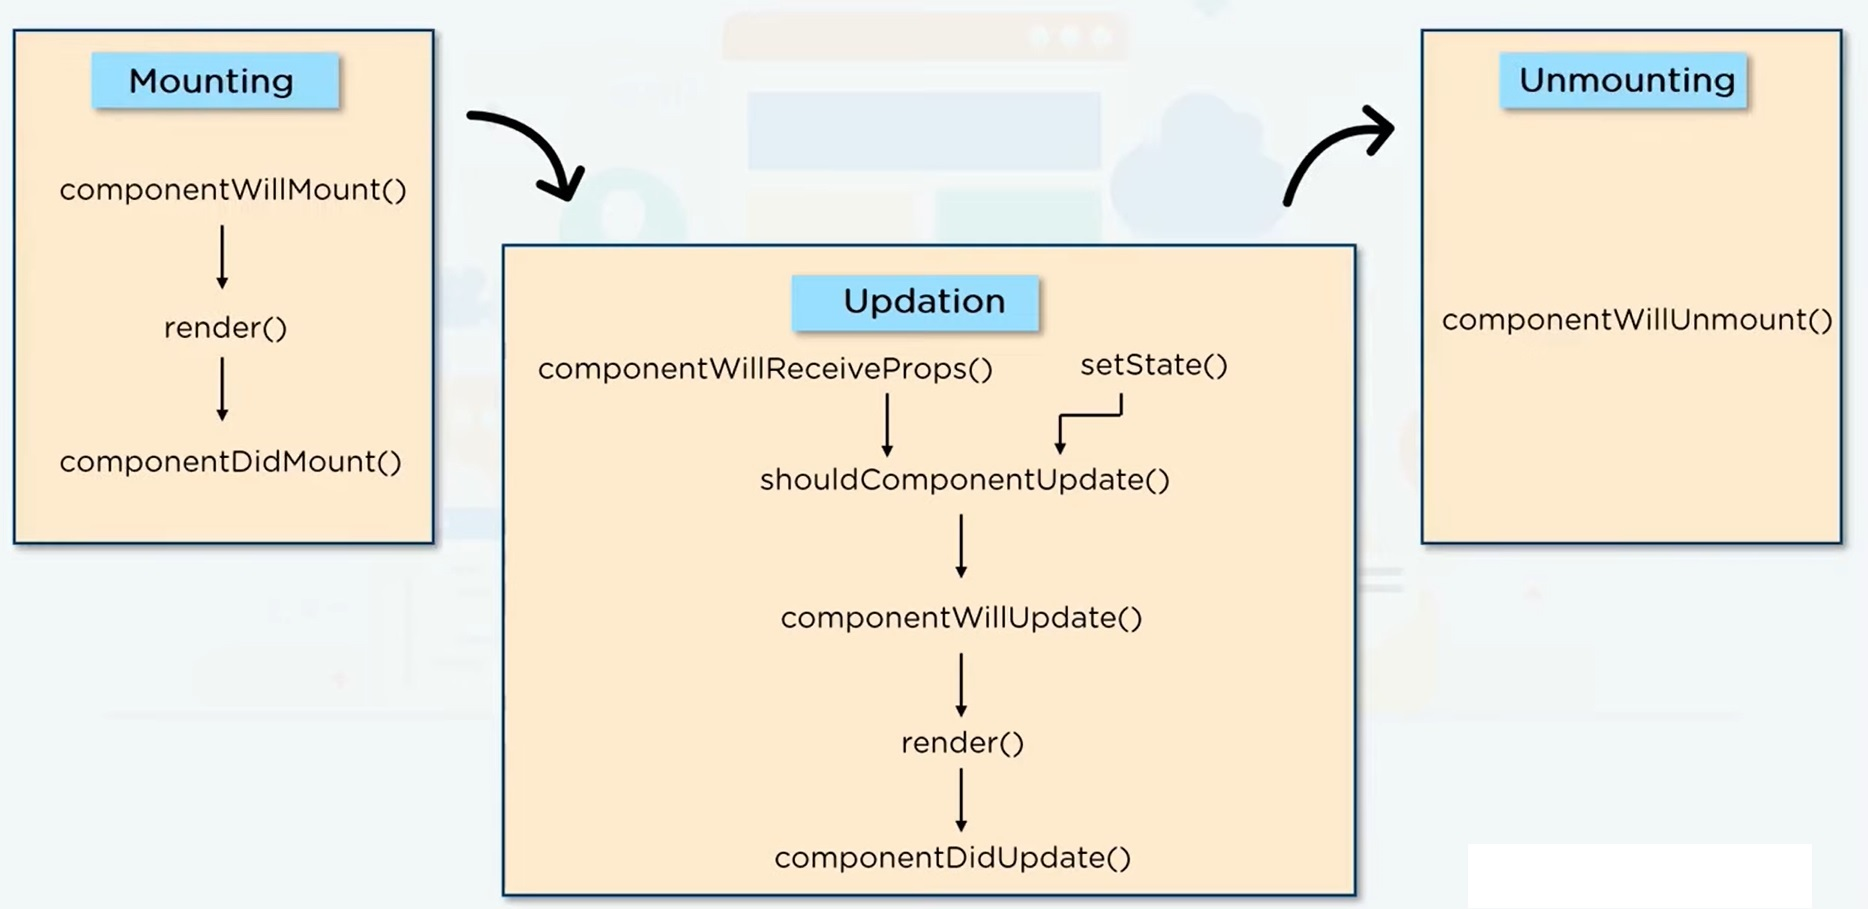 Mounting
componentWillMount()
render()
componentDidMount()
Updation
componentWillReceiveProps()
setState()
shouldComponentUpdate()
componentWillUpdate()
render()
componentDidUpdate()
Unmounting
componentWillUnmount()